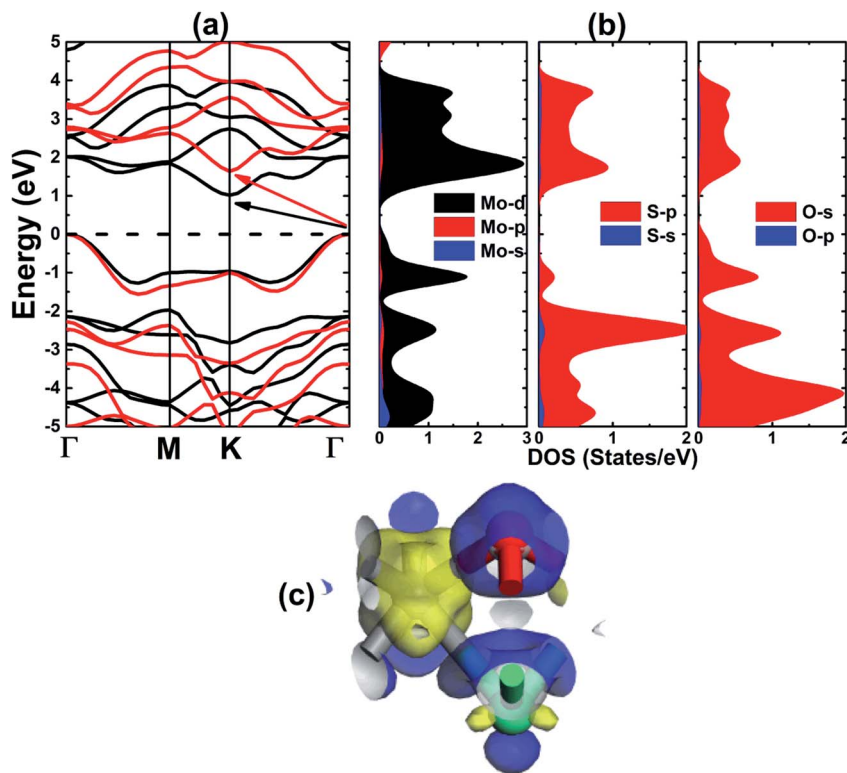 (a)
(b)
Energy (eV)
5
4
3
2
1
0
-1
-2
-3
-4
-5
Γ M K Γ
Mo-d
Mo-p
Mo-s
S-p
S-s
O-s
O-p
0 1 2 3 0 1 2 0 1 2
DOS (States/eV)
(c)